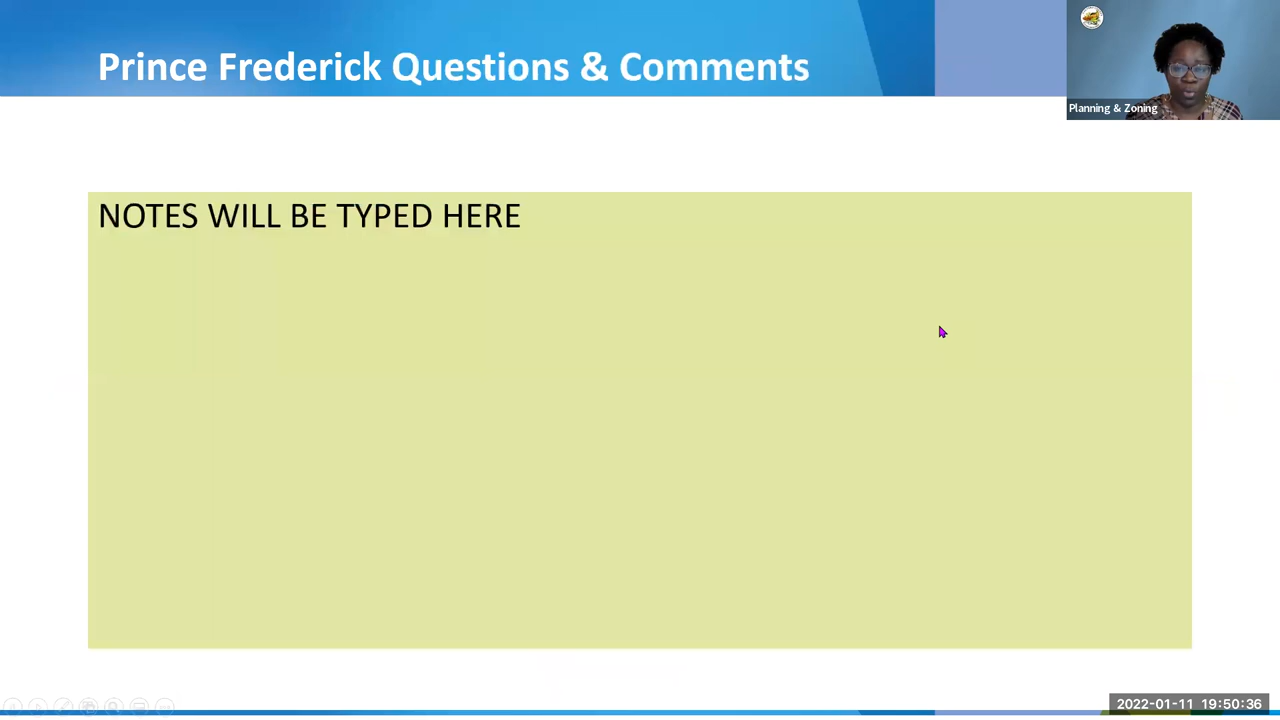 Prince Frederick Questions & Comments
Planning & Zoning
NOTES WILL BE TYPED HERE
2022-01-11 19:50:36